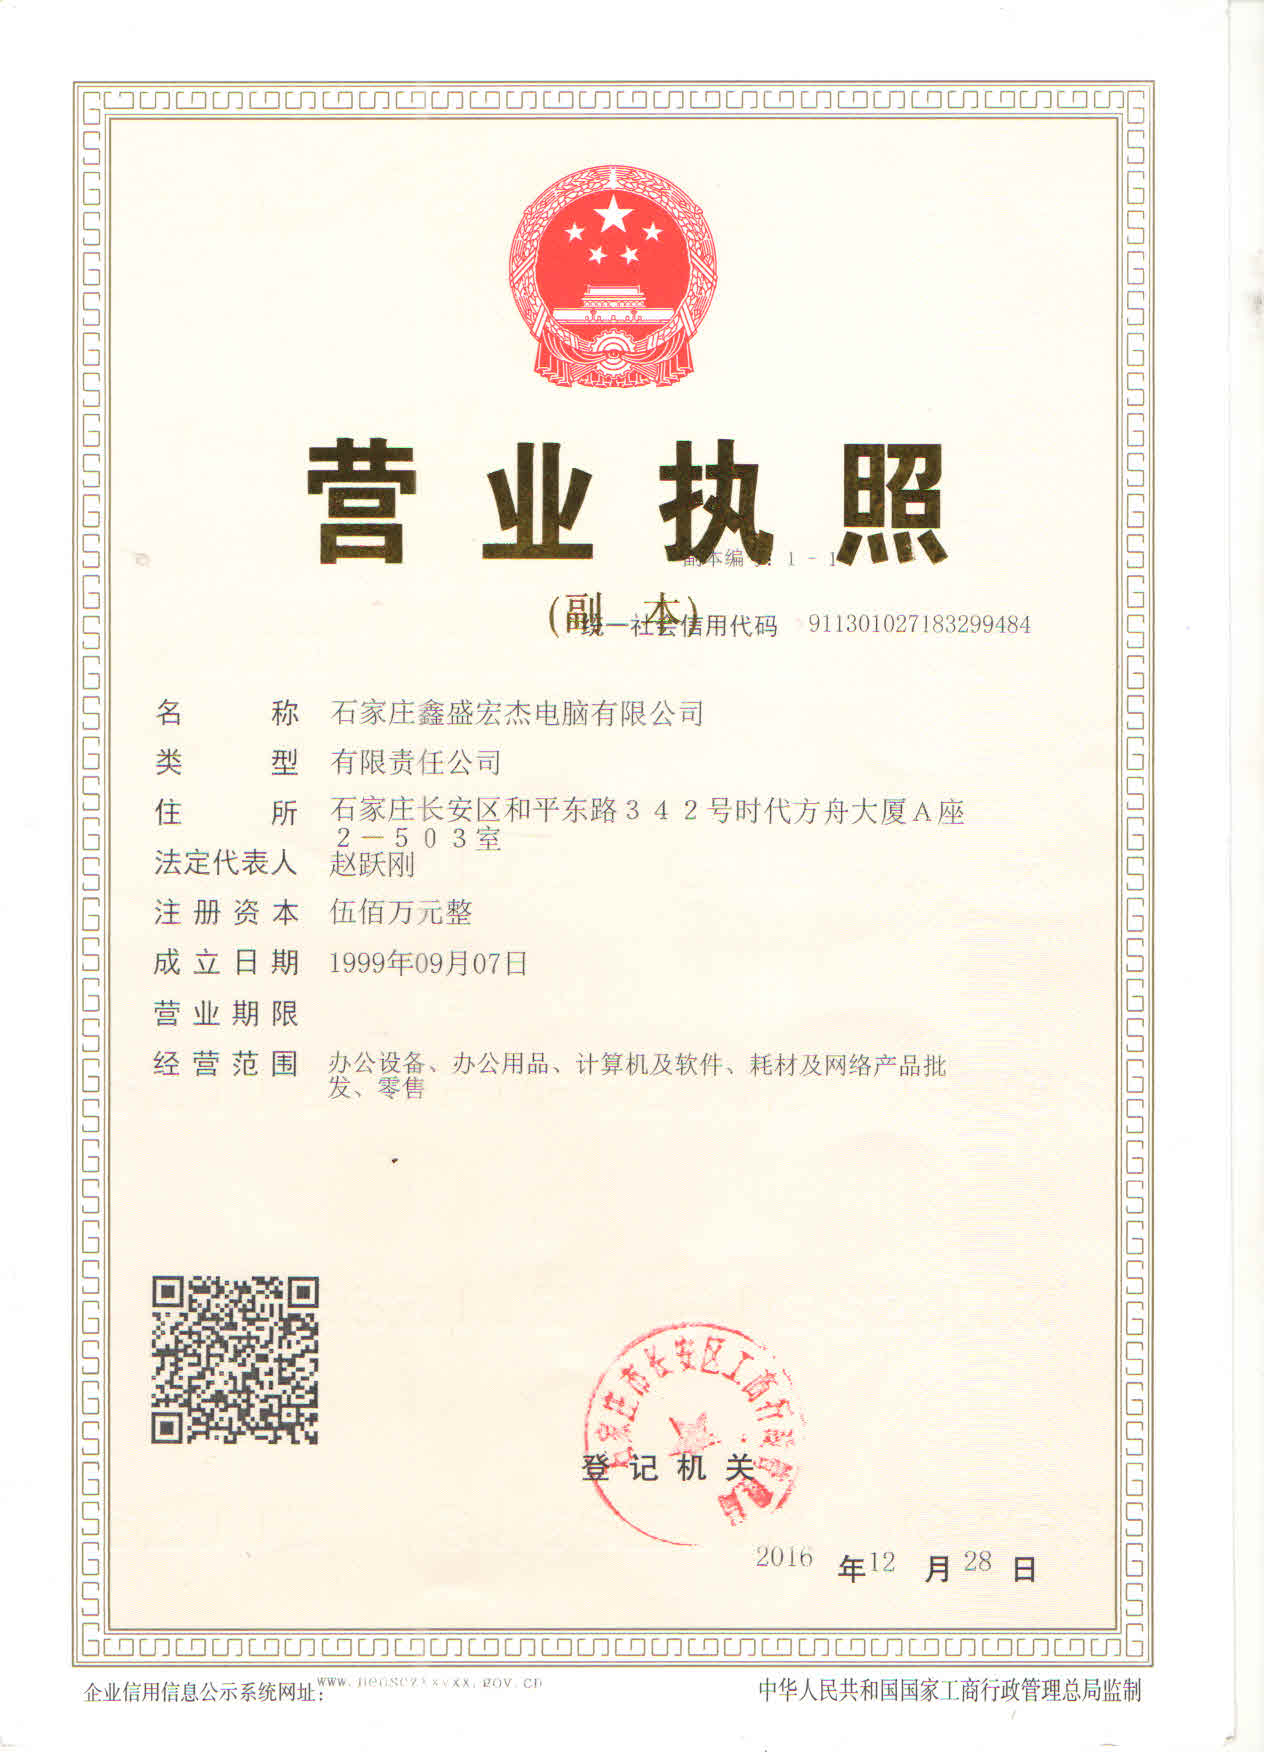 营业执照
副本编号：1－1
(副 本)
统一社会信用代码 911301027183299484
名称 石家庄鑫盛宏杰电脑有限公司
类型 有限责任公司
住所 石家庄长安区和平东路３４２号时代方舟大厦Ａ座
２－５０３室
法定代表人 赵跃刚
注册资本 伍佰万元整
成立日期 1999年09月07日
营业期限
经营范围 办公设备、办公用品、计算机及软件、耗材及网络产品批
发、零售
石家庄市长安区工商行政管理局
登记机关
2016 年 12 月 28 日
企业信用信息公示系统网址：
中华人民共和国国家工商行政管理总局监制